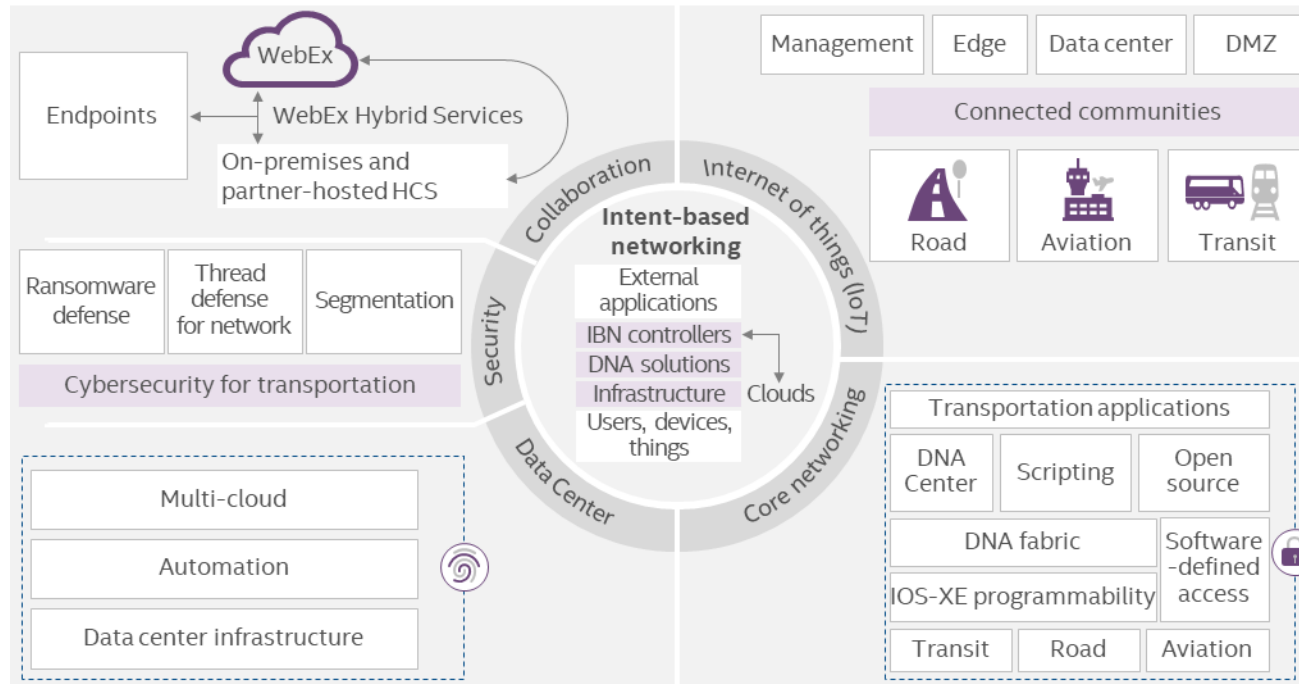 WebEx
Endpoints
WebEx Hybrid Services
On-premises and
partner-hosted HCS
Management
Edge
Data center
DMZ
Connected communities
Road
Aviation
Transit
Collaboration
Internet of things (IoT)
Security
Data Center
Core networking
Intent-based
networking
External
applications
IBN controllers
DNA solutions
Infrastructure
Clouds
Users, devices,
things
Ransomware
defense
Thread
defense
for network
Segmentation
Cybersecurity for transportation
Multi-cloud
Automation
Data center infrastructure
Transportation applications
DNA
Center
Scripting
Open
source
DNA fabric
Software
-defined
access
IOS-XE programmability
Transit
Road
Aviation